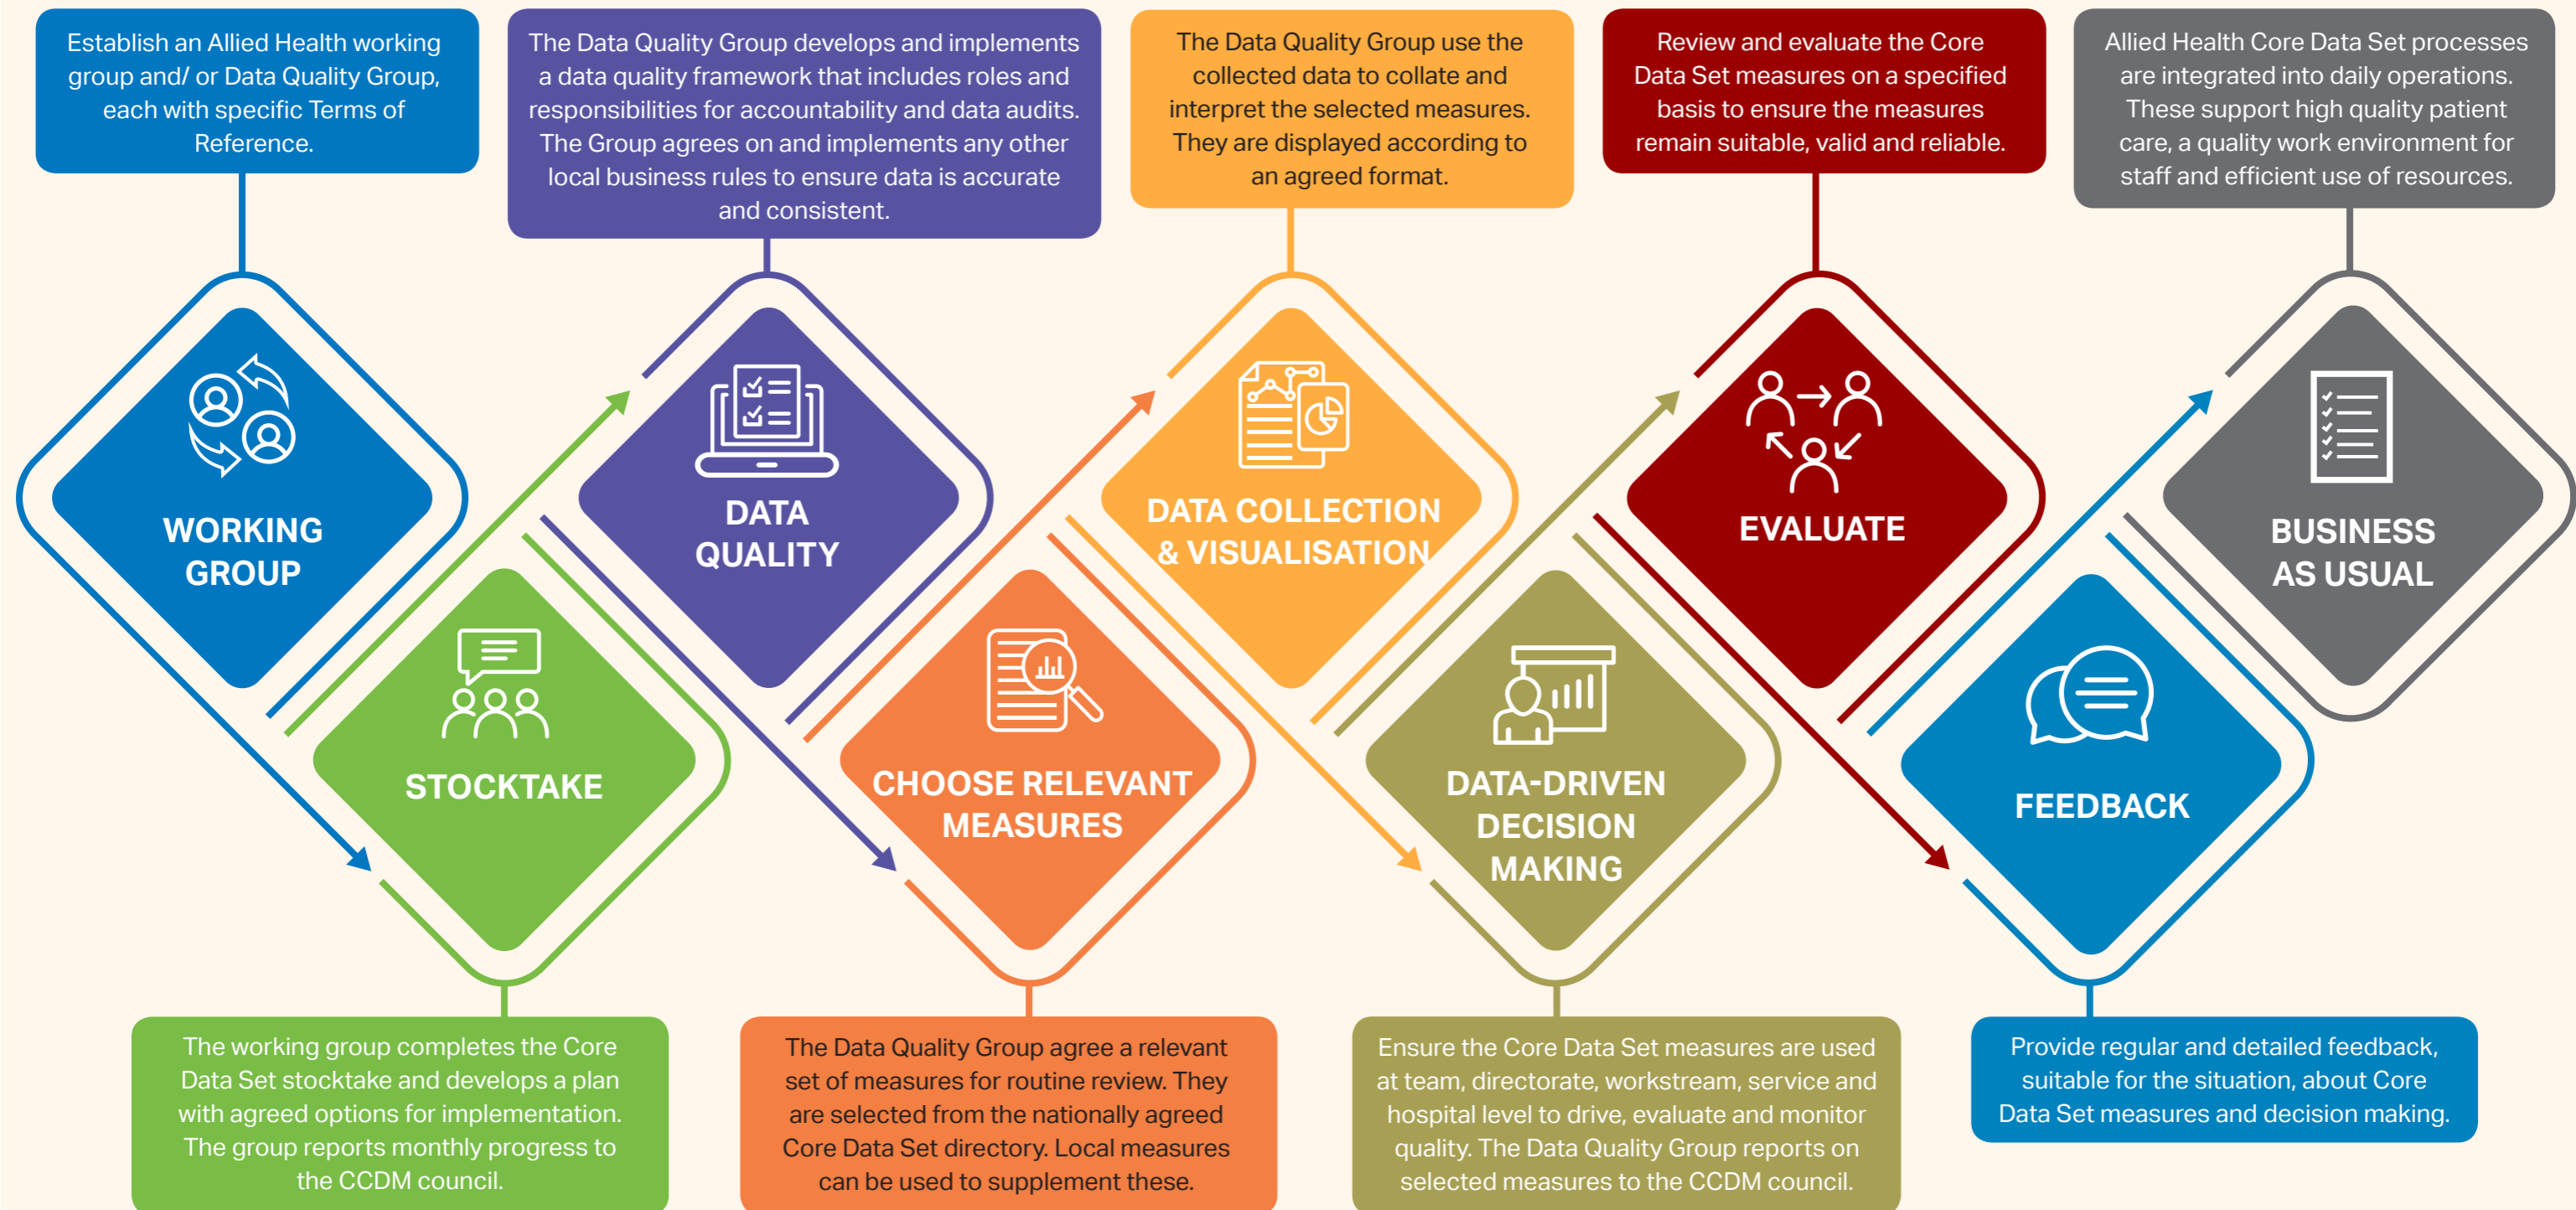 Establish an Allied Health working
group and/ or Data Quality Group,
each with specific Terms of
Reference.
WORKING
GROUP
The working group completes the Core
Data Set stocktake and develops a plan
with agreed options for implementation.
The group reports monthly progress to
the CCDM council.
STOCKTAKE
The Data Quality Group develops and implements
a data quality framework that includes roles and
responsibilities for accountability and data audits.
The Group agrees on and implements any other
local business rules to ensure data is accurate
and consistent.
DATA
QUALITY
CHOOSE RELEVANT
MEASURES
The Data Quality Group agree a relevant
set of measures for routine review. They
are selected from the nationally agreed
Core Data Set directory. Local measures
can be used to supplement these.
The Data Quality Group use the
collected data to collate and
interpret the selected measures.
They are displayed according to
an agreed format.
DATA COLLECTION
& VISUALISATION
DATA-DRIVEN
DECISION
MAKING
Ensure the Core Data Set measures are used
at team, directorate, workstream, service and
hospital level to drive, evaluate and monitor
quality. The Data Quality Group reports on
selected measures to the CCDM council.
Review and evaluate the Core
Data Set measures on a specified
basis to ensure the measures
remain suitable, valid and reliable.
EVALUATE
FEEDBACK
Provide regular and detailed feedback,
suitable for the situation, about Core
Data Set measures and decision making.
Allied Health Core Data Set processes
are integrated into daily operations.
These support high quality patient
care, a quality work environment for
staff and efficient use of resources.
BUSINESS
AS USUAL